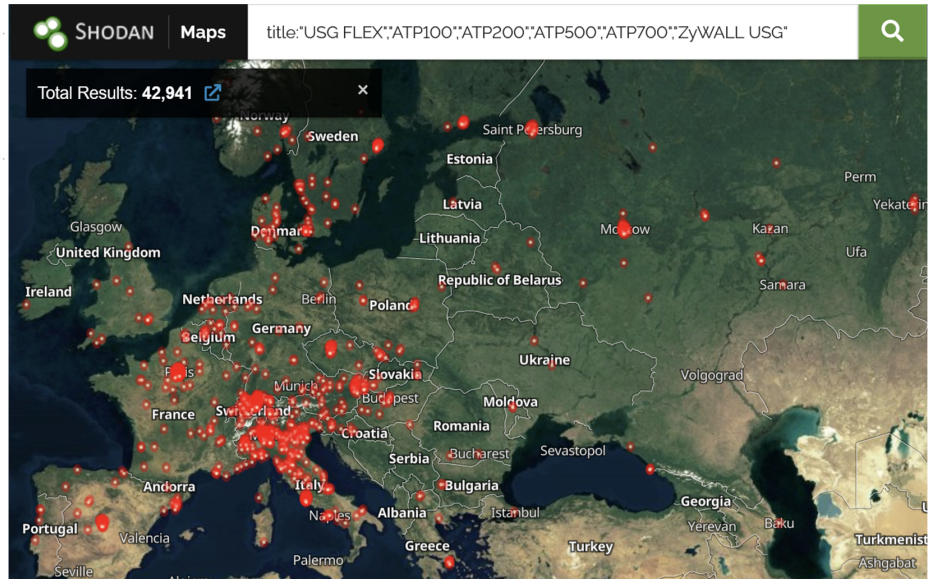 SHODAN Maps title:"USG FLEX","ATP100","ATP200","ATP500","ATP700","ZyWALL USG"
Total Results: 42,941 ×
Norway
Sweden
Saint Petersburg
Estonia
Perm
Latvia
Yekaterin
Glasgow
Denmark
Moscow
Kazan
Lithuania
Ufa
United Kingdom
Republic of Belarus
Samara
Ireland
Netherlands
Berlin
Poland
Germany
Belgium
Ukraine
Paris
Slovakia
Volgograd
Munich
Budapest
Switzerland
Moldova
France
Romania
Croatia
Serbia
Bucharest
Sevastopol
Andorra
Italy
Bulgaria
Georgia
Valencia
Naples
Albania
Istanbul
Portugal
Yerevan
Baku
Turkmenist
Greece
Turkey
Palermo
Ashgabat
Seville